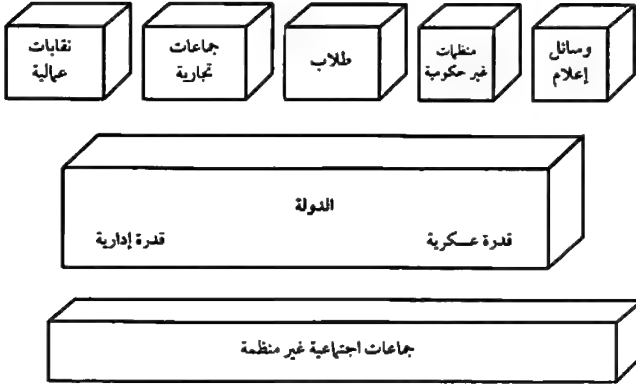 وسائل
إعلام
منظمات
غير حكومية
طلاب
جماعات
تجارية
نقابات
عمالية
الدولة
قدرة عسكرية
قدرة إدارية
جماعات اجتماعية غير منظمة